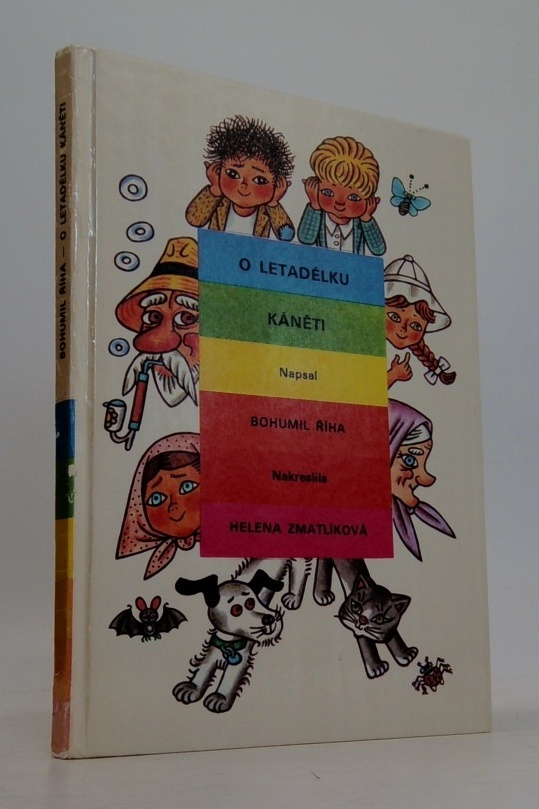 BOHUMIL ŘÍHA – O LETADÉLKU KÁNĚTI
O LETADÉLKU
KÁNĚTI
Napsal
BOHUMIL ŘÍHA
Nakreslila
HELENA ZMATLÍKOVÁ